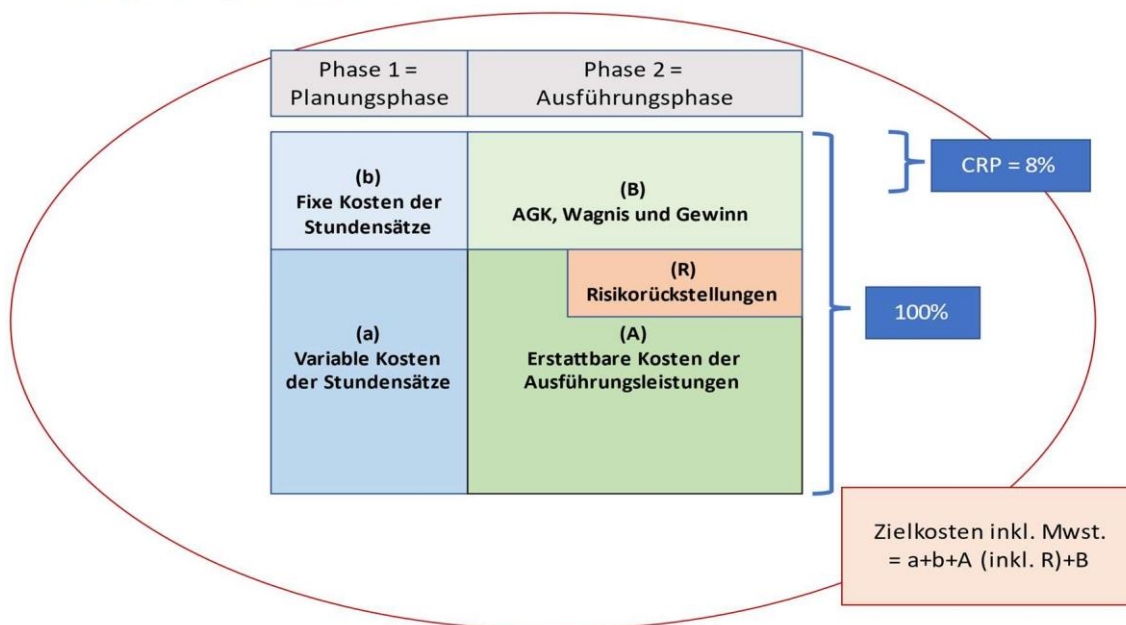 Phase 1 =
Planungsphase
Phase 2 =
Ausführungsphase
(b)
Fixe Kosten der
Stundensätze
(B)
AGK, Wagnis und Gewinn
CRP = 8%
(R)
Risikorückstellungen
100%
(a)
Variable Kosten
der Stundensätze
(A)
Erstattbare Kosten der
Ausführungsleistungen
Zielkosten inkl. Mwst.
= a+b+A (inkl. R)+B